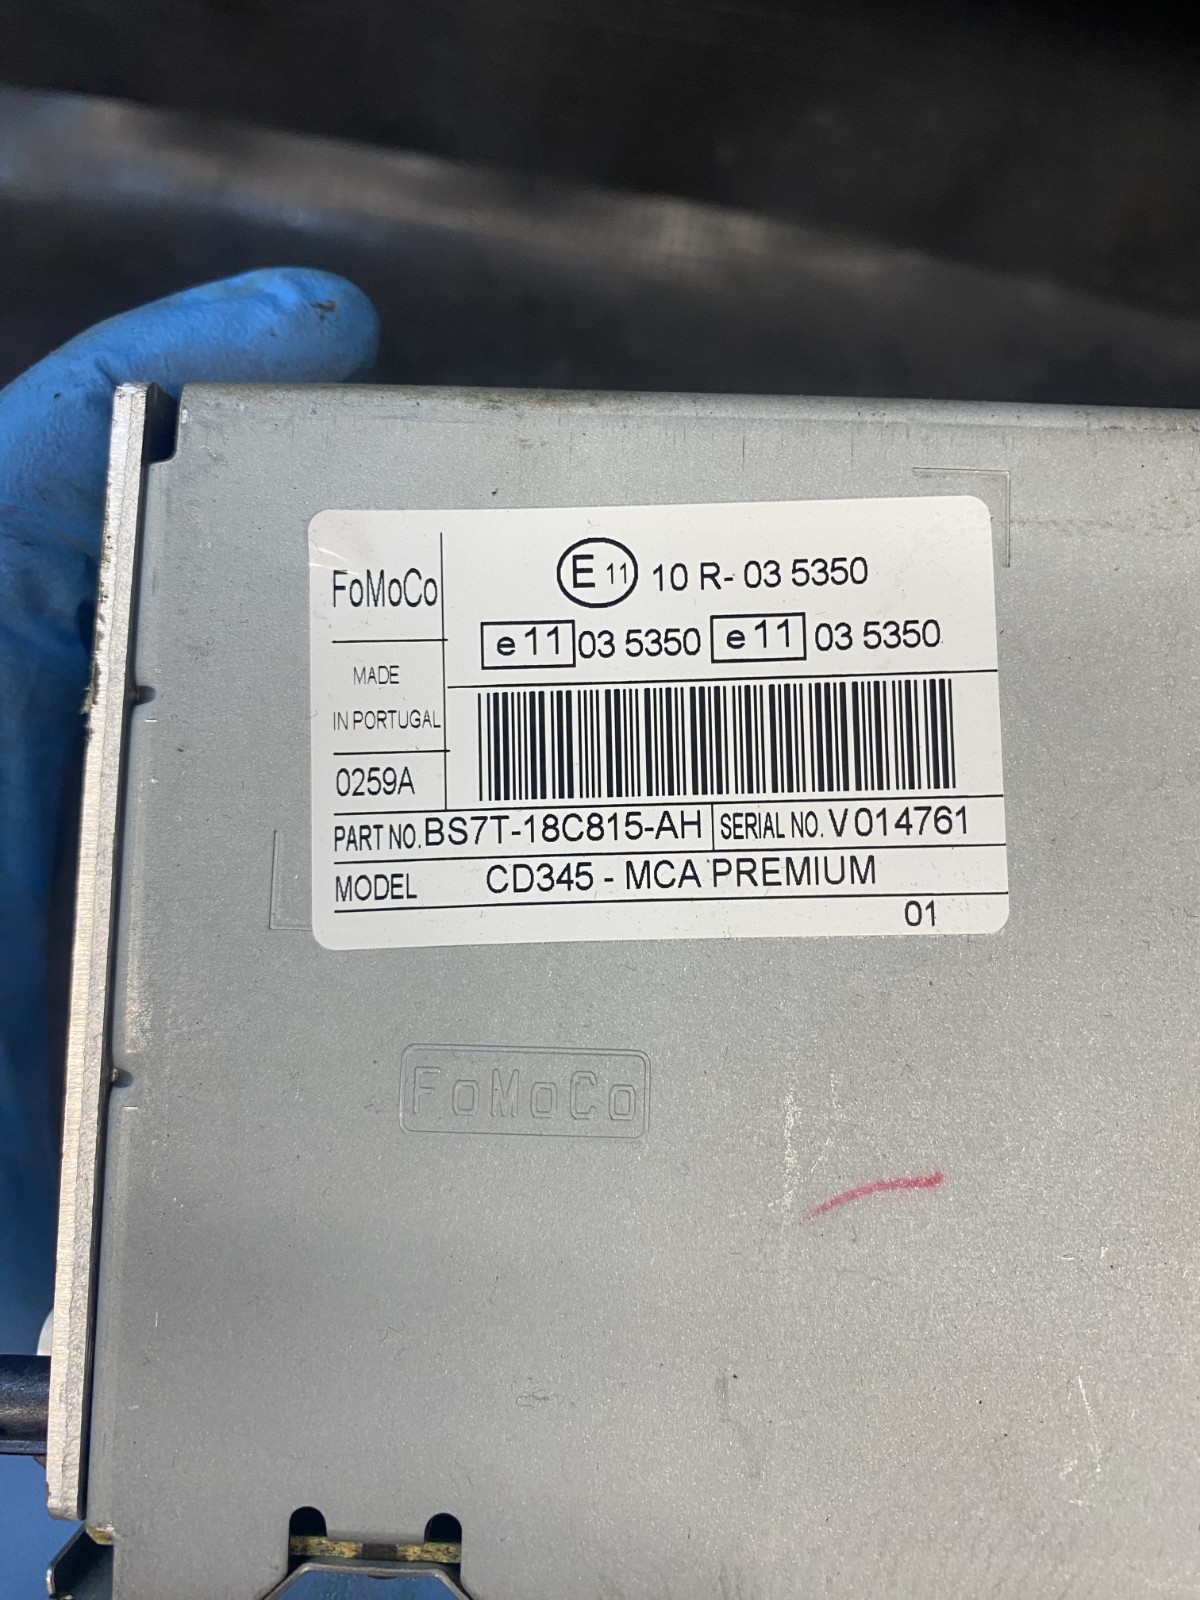 FoMoCo
E 11 10 R- 03 5350
e11 03 5350 e11 03 5350
MADE
IN PORTUGAL
0259A
PART NO. BS7T-18C815-AH SERIAL NO. V014761
MODEL CD345 - MCA PREMIUM
01
FoMoCo